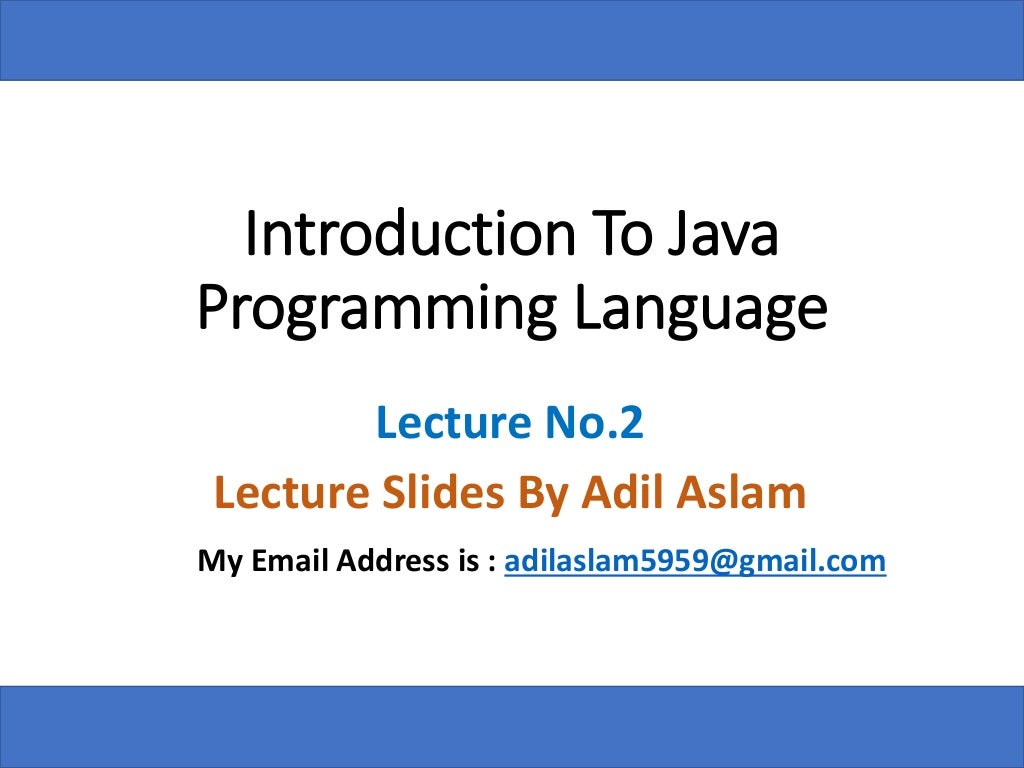 Introduction To Java
Programming Language
Lecture No.2
Lecture Slides By Adil Aslam
My Email Address is : adilaslam5959@gmail.com